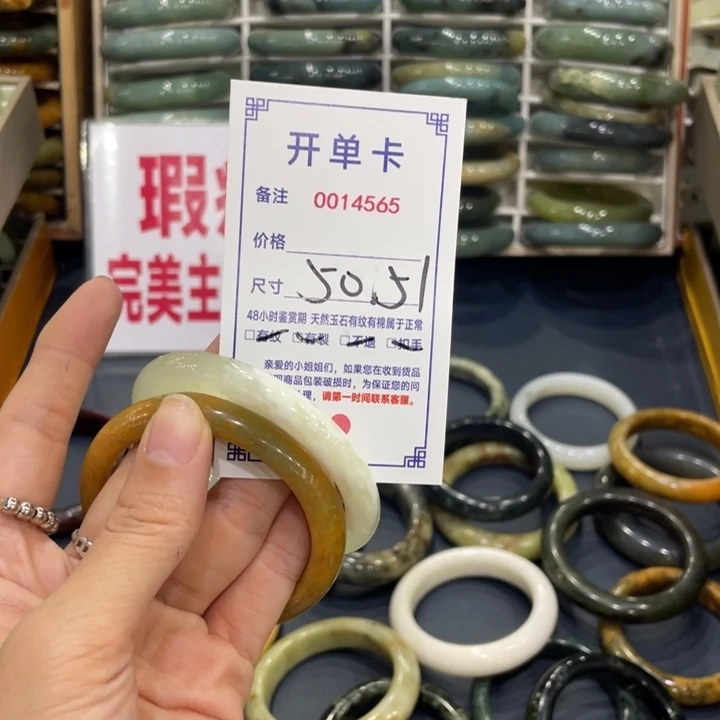 开单卡
备注 0014565
价格
尺寸 50.51
48小时鉴赏期 天然玉石有纹有棉属于正常
□有纹 □有裂 □不退 □扣手
亲爱的小姐姐们，如果您在收到货品
商品包装破损时，为保证您的问
理，请第一时间联系客服。
瑕
完美主